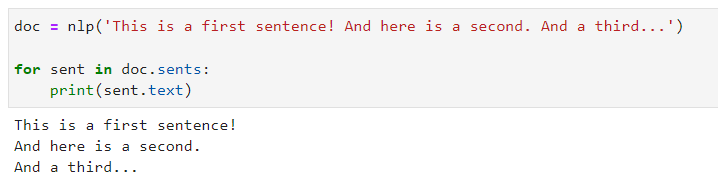 doc = nlp('This is a first sentence! And here is a second. And a third...')
for sent in doc.sents:
    print(sent.text)
This is a first sentence!
And here is a second.
And a third...